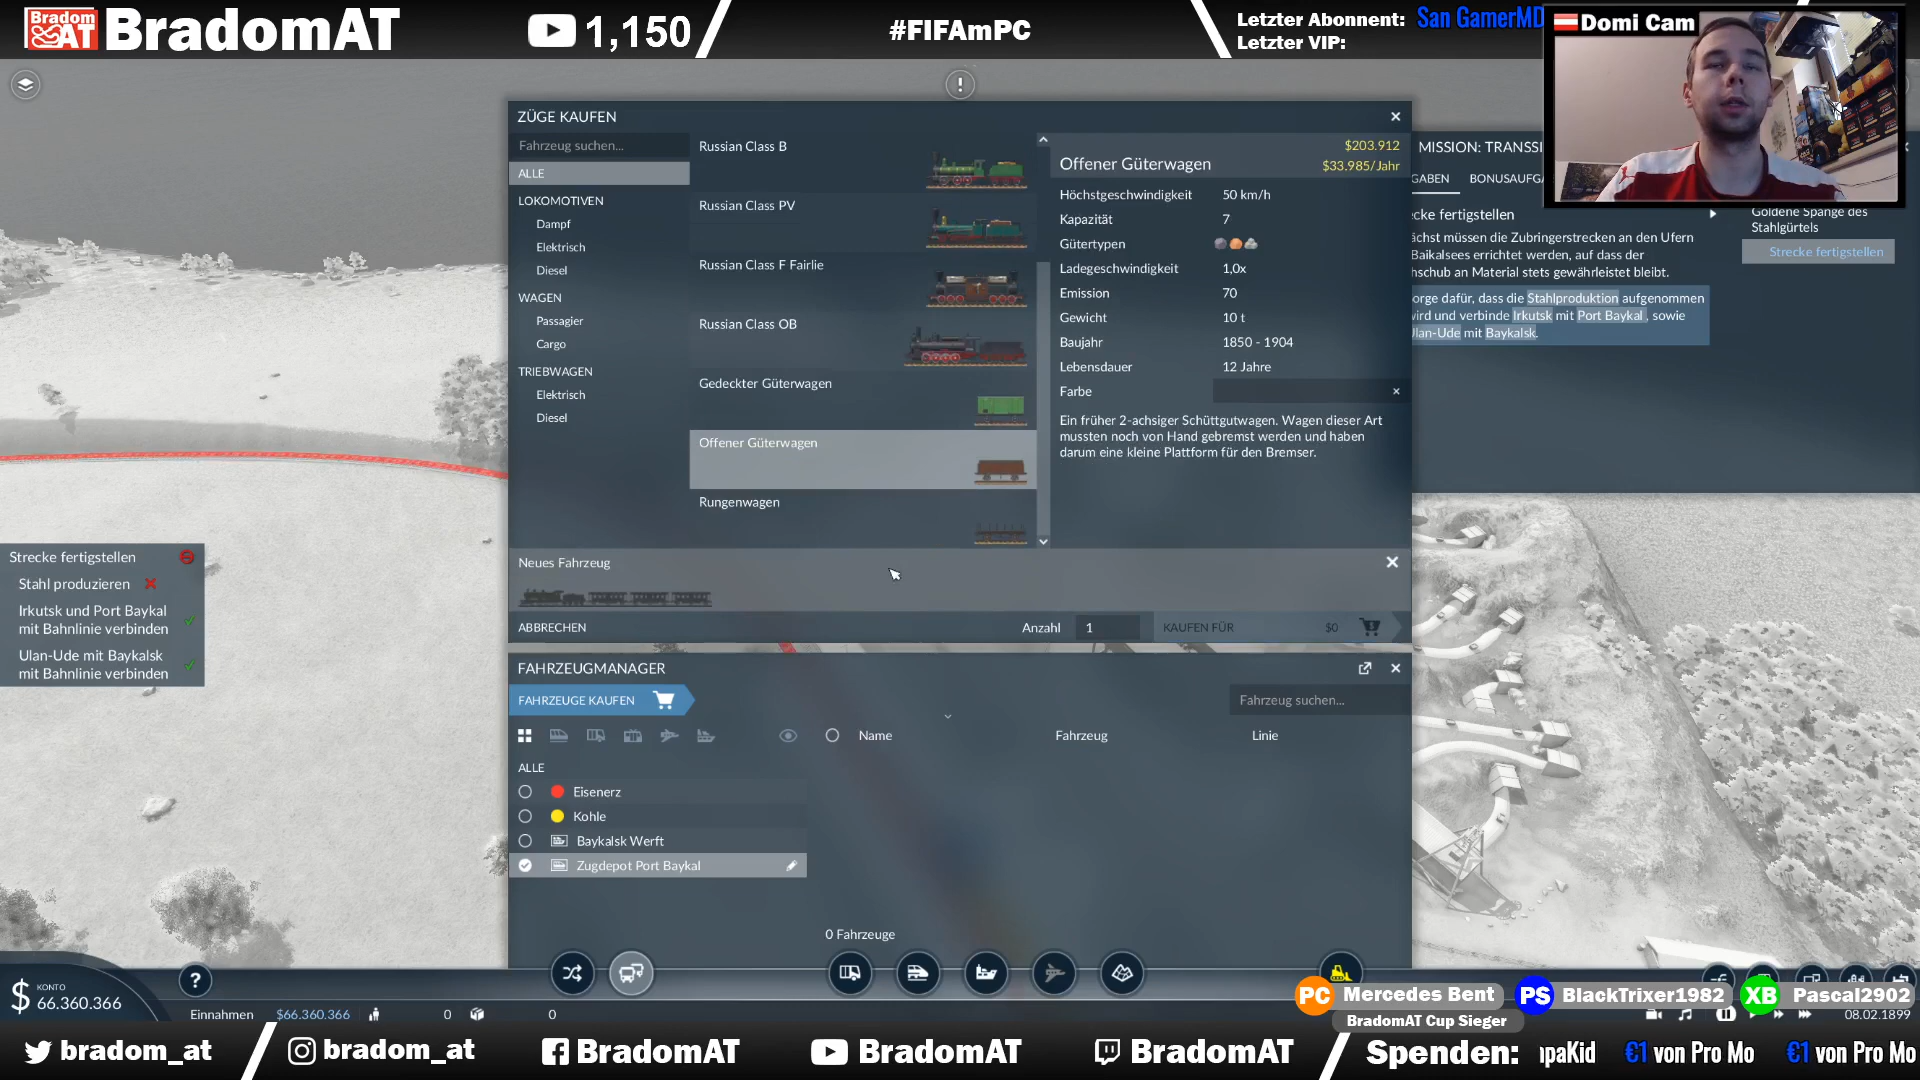 Bradom
AT
BradomAT
1,150
#FIFAmPC
Letzter Abonnent: San GamerMD
Letzter VIP:
Domi Cam
ZÜGE KAUFEN
Fahrzeug suchen...
ALLE
LOKOMOTIVEN
Dampf
Elektrisch
Diesel
WAGEN
Passagier
Cargo
TRIEBWAGEN
Elektrisch
Diesel
Russian Class B
Russian Class PV
Russian Class F Fairlie
Russian Class OB
Gedeckter Güterwagen
Offener Güterwagen
Rungenwagen
$203.912
Offener Güterwagen
$33.985/Jahr
Höchstgeschwindigkeit 50 km/h
Kapazität 7
Gütertypen
Ladegeschwindigkeit 1,0x
Emission 70
Gewicht 10 t
Baujahr 1850 - 1904
Lebensdauer 12 Jahre
Farbe
Ein früher 2-achsiger Schüttgutwagen. Wagen dieser Art
mussten noch von Hand gebremst werden und haben
darum eine kleine Plattform für den Bremser.
Neues Fahrzeug
ABBRECHEN
Anzahl 1
KAUFEN FÜR $0
MISSION: TRANSSI
GABEN BONUSAUFGA
cke fertigstellen
ächst müssen die Zubringerstrecken an den Ufern
Baikalsees errichtet werden, auf dass der
hschub an Material stets gewährleistet bleibt.
orge dafür, dass die Stahlproduktion aufgenommen
vird und verbinde Irkutsk mit Port Baykal , sowie
Jlan-Ude mit Baykalsk.
Goldene Spange des
Stahlgürtels
Strecke fertigstellen
Strecke fertigstellen
Stahl produzieren
Irkutsk und Port Baykal
mit Bahnlinie verbinden
Ulan-Ude mit Baykalsk
mit Bahnlinie verbinden
FAHRZEUGMANAGER
FAHRZEUGE KAUFEN
Fahrzeug suchen...
Name Fahrzeug Linie
ALLE
Eisenerz
Kohle
Baykalsk Werft
Zugdepot Port Baykal
0 Fahrzeuge
KONTO
$ 66.360.366
?
Einnahmen $66.360.366 0 0
PC Mercedes Bent
PS BlackTrixer1982
XB Pascal2902
BradomAT Cup Sieger
08.02.1899
bradom_at
bradom_at
BradomAT
BradomAT
BradomAT
Spenden: ıpaKid €1 von Pro Mo €1 von Pro Mo